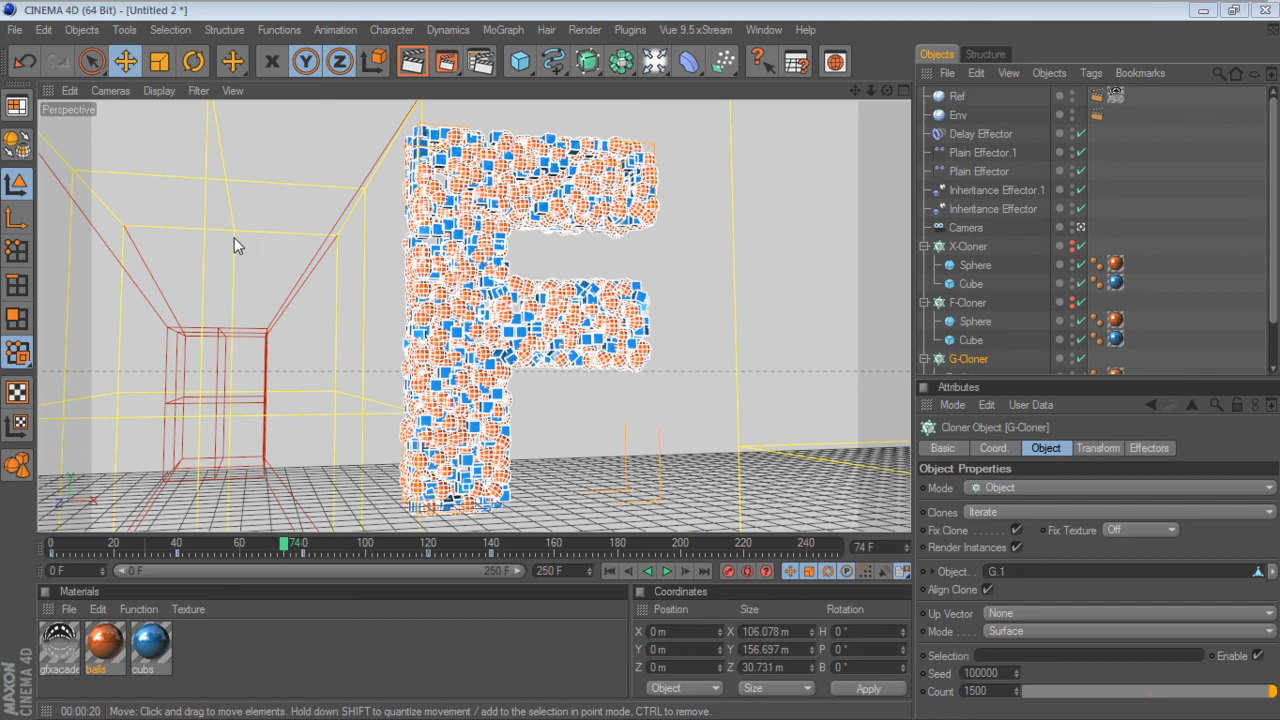 CINEMA 4D (64 Bit) - [Untitled 2 *]
File Edit Objects Tools Selection Structure Functions Animation Character Dynamics MoGraph Hair Render Plugins Vue 9.5 xStream Window Help
Objects Structure
File Edit View Objects Tags Bookmarks
Edit Cameras Display Filter View
Perspective
Ref
Env
Delay Effector
Plain Effector.1
Plain Effector
Inheritance Effector.1
Inheritance Effector
Camera
X-Cloner
Sphere
Cube
F-Cloner
Sphere
Cube
G-Cloner
Attributes
Mode Edit User Data
Cloner Object [G-Cloner]
Basic Coord. Object Transform Effectors
Object Properties
Mode Object
Clones Iterate
Fix Clone Fix Texture Off
Render Instances
Object G.1
Align Clone
Up Vector None
Mode Surface
Selection Enable
Seed 100000
Count 1500
0 20 40 60 74 80 100 120 140 160 180 200 220 240 74 F
0 F 0 F 250 F 250 F
Materials
File Edit Function Texture
gfxacade balls cubs
Coordinates
Position Size Rotation
X 0 m X 106.078 m H 0 °
Y 0 m Y 156.697 m P 0 °
Z 0 m Z 30.731 m B 0 °
Object Size Apply
MAXON CINEMA 4D
00:00:20 Move: Click and drag to move elements. Hold down SHIFT to quantize movement / add to the selection in point mode, CTRL to remove.